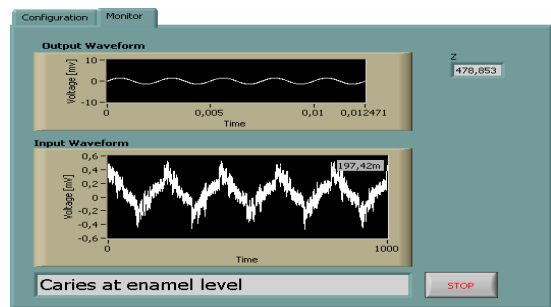 Configuration Monitor
Output Waveform
Voltage [mv]
10
0
-10
0 0,005 0,01 0,012471
Time
Z
478,853
Input Waveform
Voltage [mV]
0,6
0,4
0,2
0
-0,2
-0,4
-0,6
197,42m
0 1000
Time
Caries at enamel level
STOP